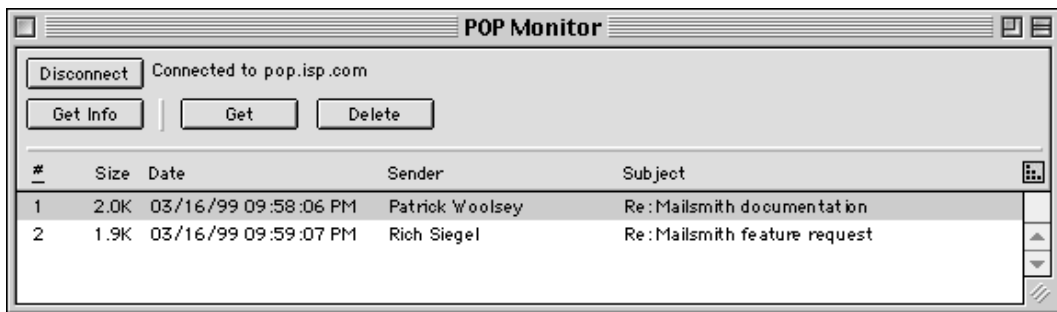 POP Monitor
Disconnect Connected to pop.isp.com
Get Info Get Delete
# Size Date Sender Subject
1 2.0K 03/16/99 09:58:06 PM Patrick Woolsey Re: Mailsmith documentation
2 1.9K 03/16/99 09:59:07 PM Rich Siegel Re: Mailsmith feature request